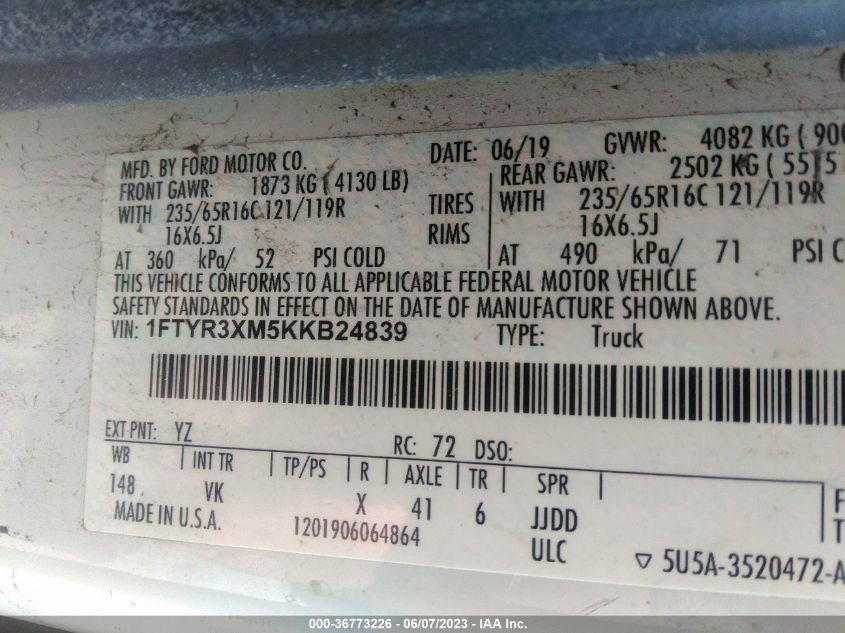 MFD. BY FORD MOTOR CO. DATE: 06/19 GVWR: 4082 KG ( 900
FRONT GAWR: 1873 KG ( 4130 LB) REAR GAWR: 2502 KG ( 5515
WITH 235/65R16C 121/119R TIRES WITH 235/65R16C 121/119R
16X6.5J RIMS 16X6.5J
AT 360 kPa/ 52 PSI COLD AT 490 kPa/ 71 PSI C
THIS VEHICLE CONFORMS TO ALL APPLICABLE FEDERAL MOTOR VEHICLE
SAFETY STANDARDS IN EFFECT ON THE DATE OF MANUFACTURE SHOWN ABOVE.
VIN: 1FTYR3XM5KKB24839 TYPE: Truck
EXT PNT: YZ RC: 72 DSO:
WB INT TR TP/PS R AXLE TR SPR
148 VK X 41 6 JJDD
MADE IN U.S.A. 1201906064864 ULC
▽ 5U5A-3520472-A
000-36773226 - 06/07/2023 - IAA Inc.